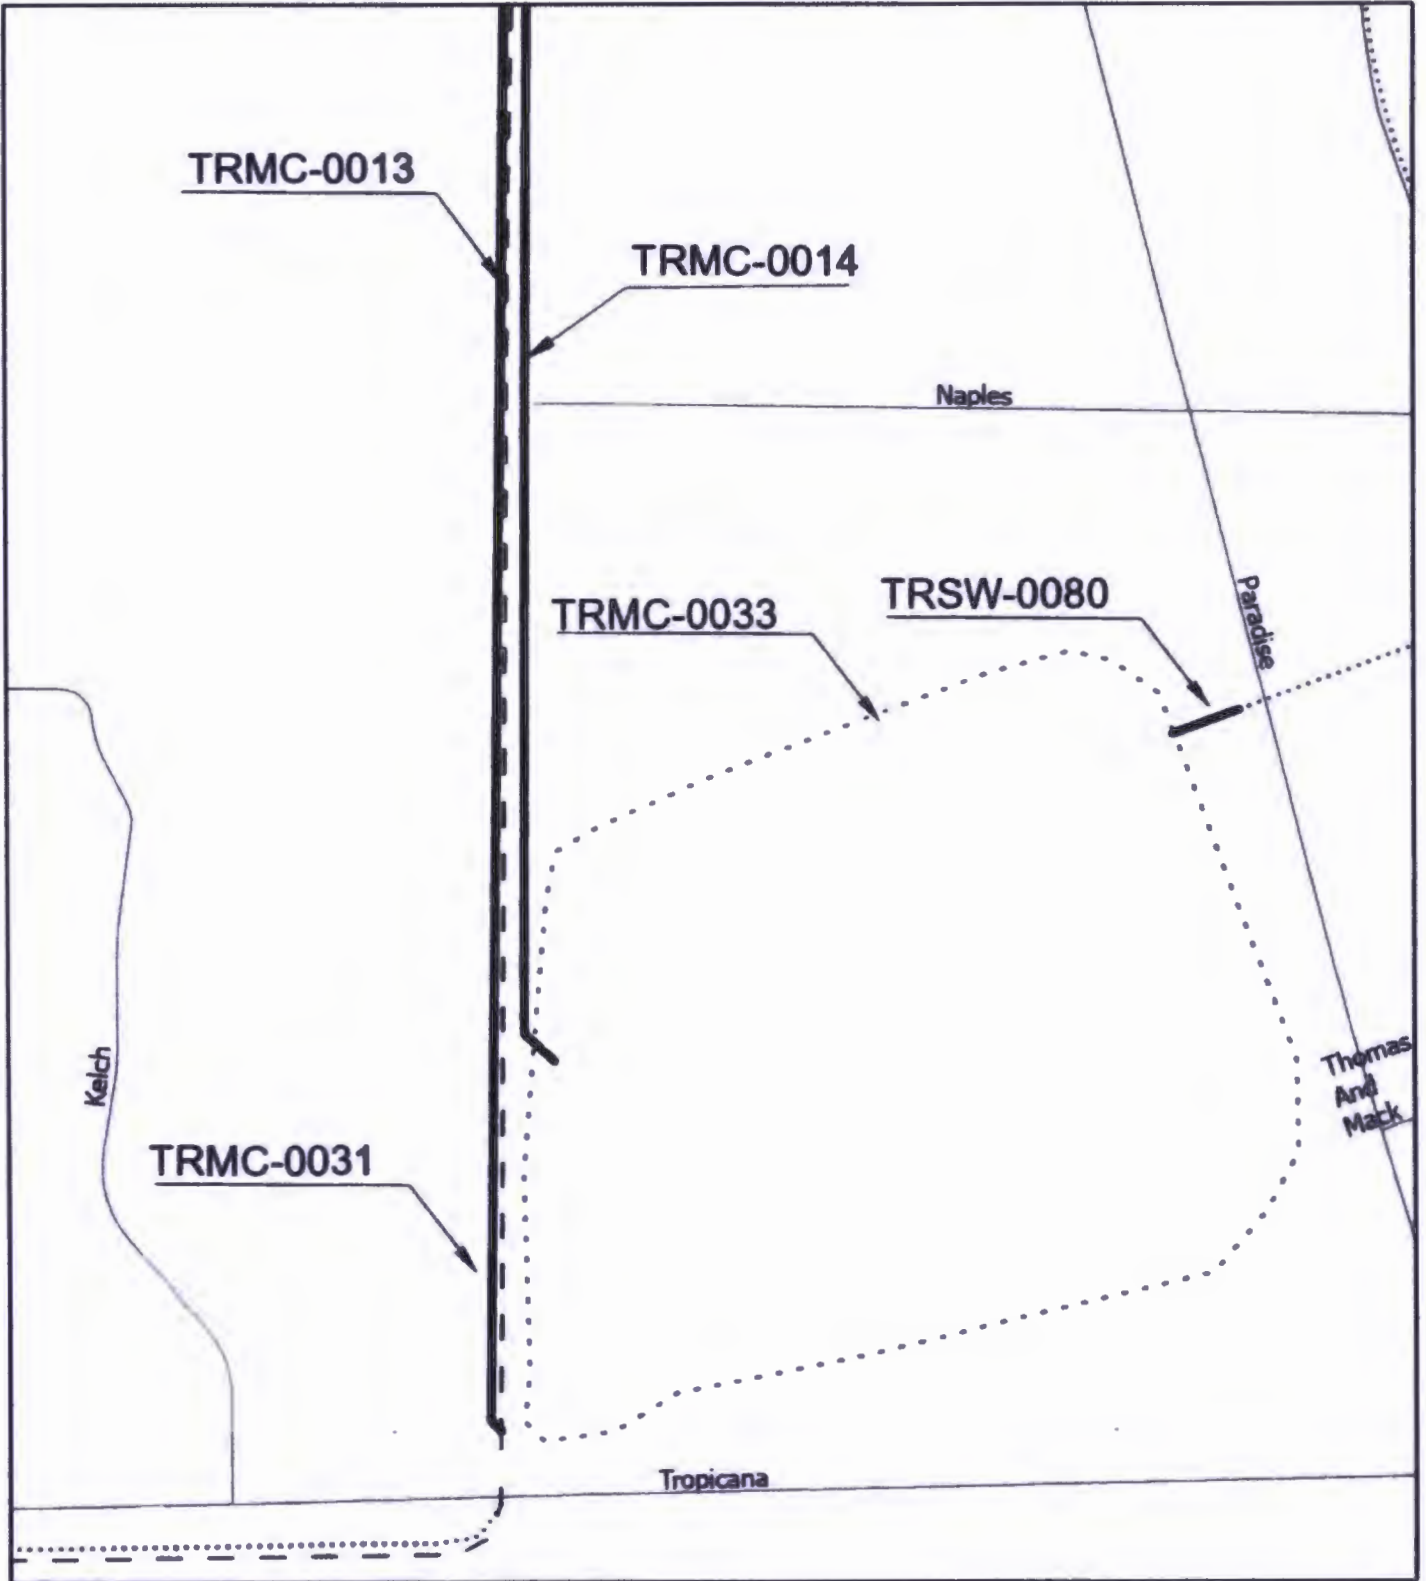 TRMC-0013
TRMC-0014
Naples
TRMC-0033
TRSW-0080
Paradise
Kelch
Thomas
And
Mack
TRMC-0031
Tropicana